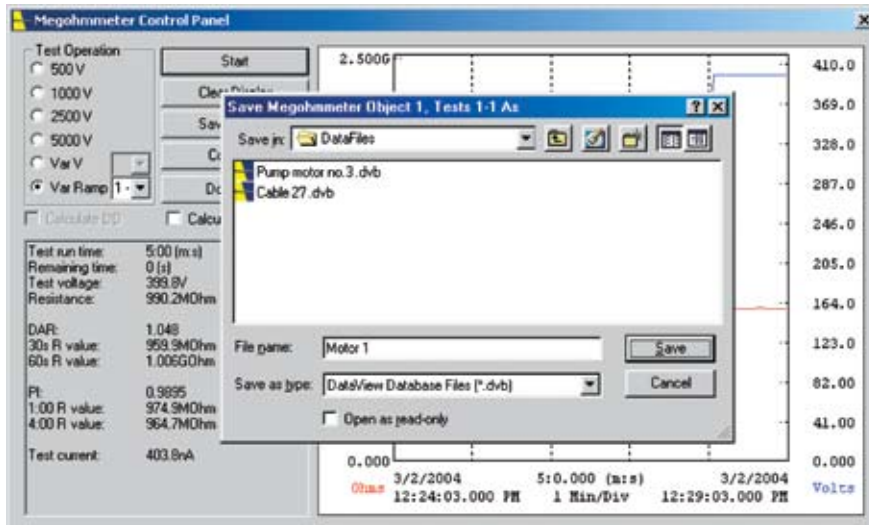 Megohmmeter Control Panel
Test Operation
500 V
1000 V
2500 V
5000 V
Var V
Var Ramp 1 -
Start
Clear Display
Sav
Co
Do
Calculate DD
Calcu
Test run time: 5:00 (m:s)
Remaining time: 0 (s)
Test voltage: 399.8V
Resistance: 990.2MOhm
DAR: 1.048
30s R value: 959.9MOhm
60s R value: 1.006GOhm
PI: 0.9895
1:00 R value: 974.9MOhm
4:00 R value: 964.7MOhm
Test current: 403.8nA
Save Megohmmeter Object 1, Tests 1-1 As
Save in: DataFiles
Pump motor no.3.dvb
Cable 27.dvb
File name: Motor 1
Save
Save as type: DataView Database Files (*.dvb)
Cancel
Open as read-only
2.500G
0.000
Ohms
3/2/2004 5:0.000 (m:s) 3/2/2004
12:24:03.000 PM 1 Min/Div 12:29:03.000 PM
410.0
369.0
328.0
287.0
246.0
205.0
164.0
123.0
82.00
41.00
0.000
Volts